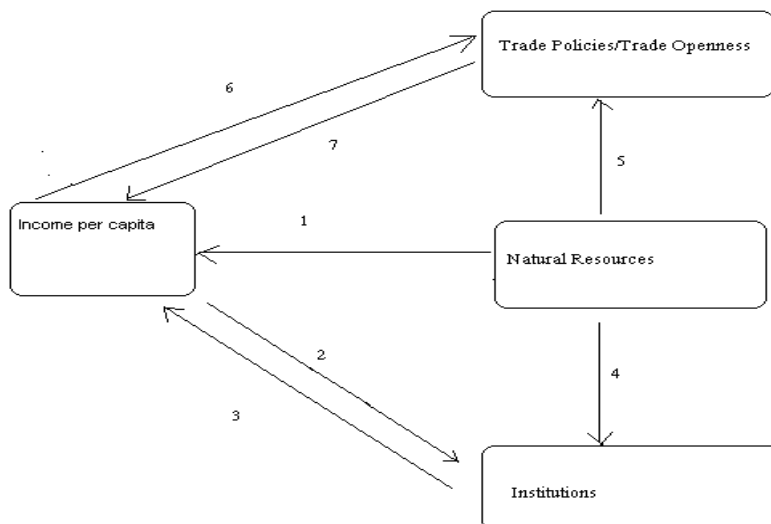 Trade Policies/Trade Openness
6
7
5
Income per capita
1
Natural Resources
2
4
3
Institutions